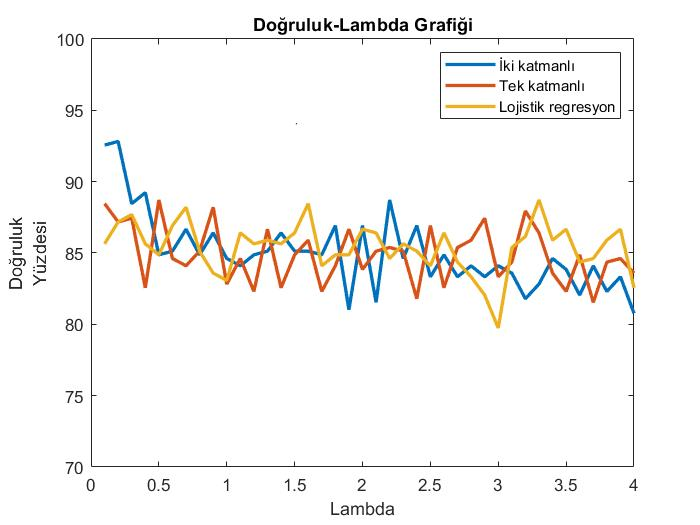 Doğruluk-Lambda Grafiği
İki katmanlı
Tek katmanlı
Lojistik regresyon
Doğruluk
Yüzdesi
100
95
90
85
80
75
70
0 0.5 1 1.5 2 2.5 3 3.5 4
Lambda